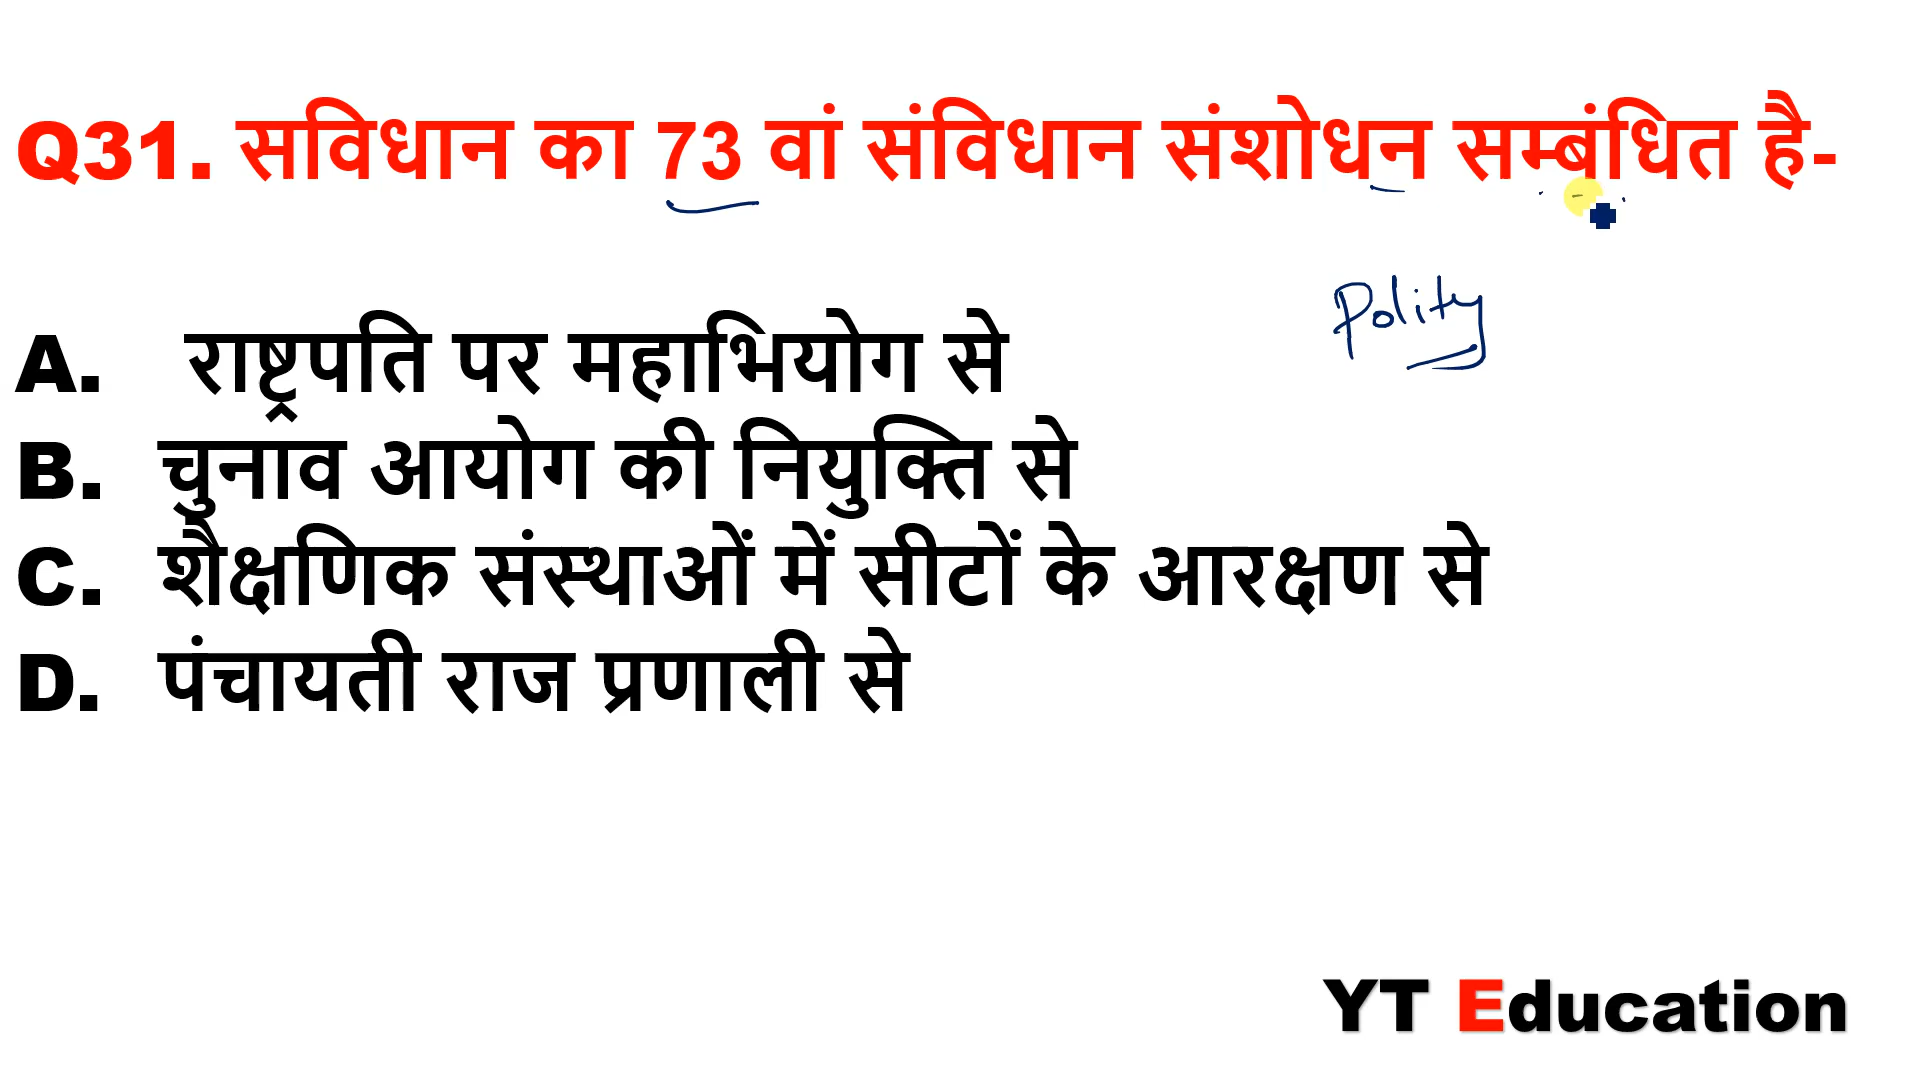 Q31. सविधान का 73 वां संविधान संशोधन सम्बंधित है-
Polity
A. राष्ट्रपति पर महाभियोग से
B. चुनाव आयोग की नियुक्ति से
C. शैक्षणिक संस्थाओं में सीटों के आरक्षण से
D. पंचायती राज प्रणाली से
YT Education